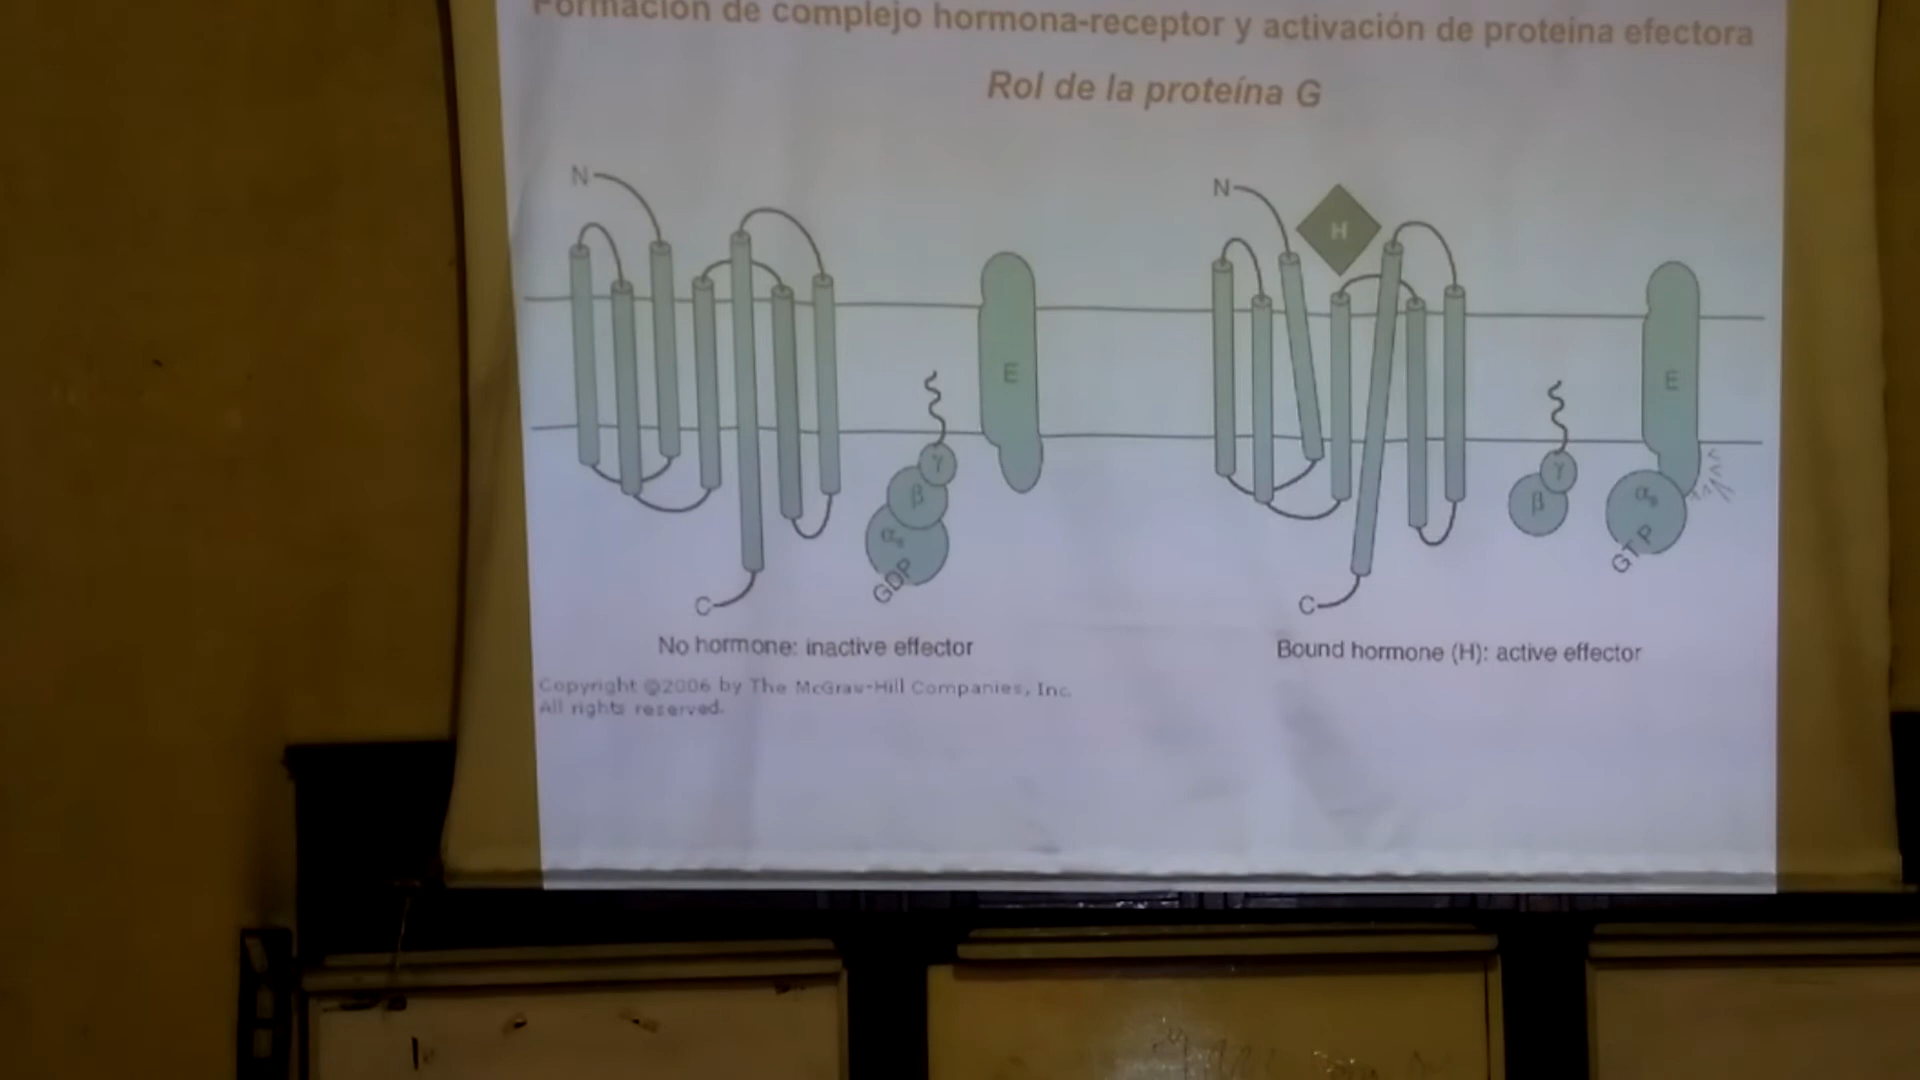 Formación de complejo hormona-receptor y activación de proteína efectora
Rol de la proteína G
N
N
H
E
E
γ
γ
β
β
αs
αs
GDP
GTP
C
C
No hormone: inactive effector
Bound hormone (H): active effector
Copyright ©2006 by The McGraw-Hill Companies, Inc.
All rights reserved.